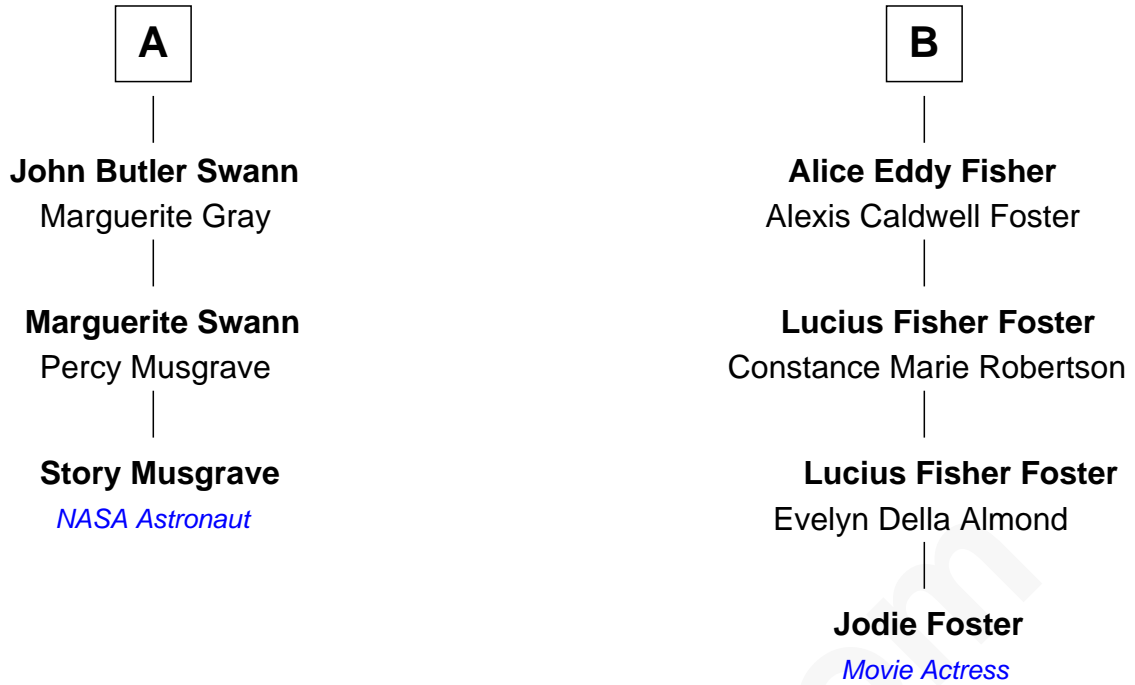 A
John Butler Swann
Marguerite Gray
Marguerite Swann
Percy Musgrave
Story Musgrave
NASA Astronaut
B
Alice Eddy Fisher
Alexis Caldwell Foster
Lucius Fisher Foster
Constance Marie Robertson
Lucius Fisher Foster
Evelyn Della Almond
Jodie Foster
Movie Actress